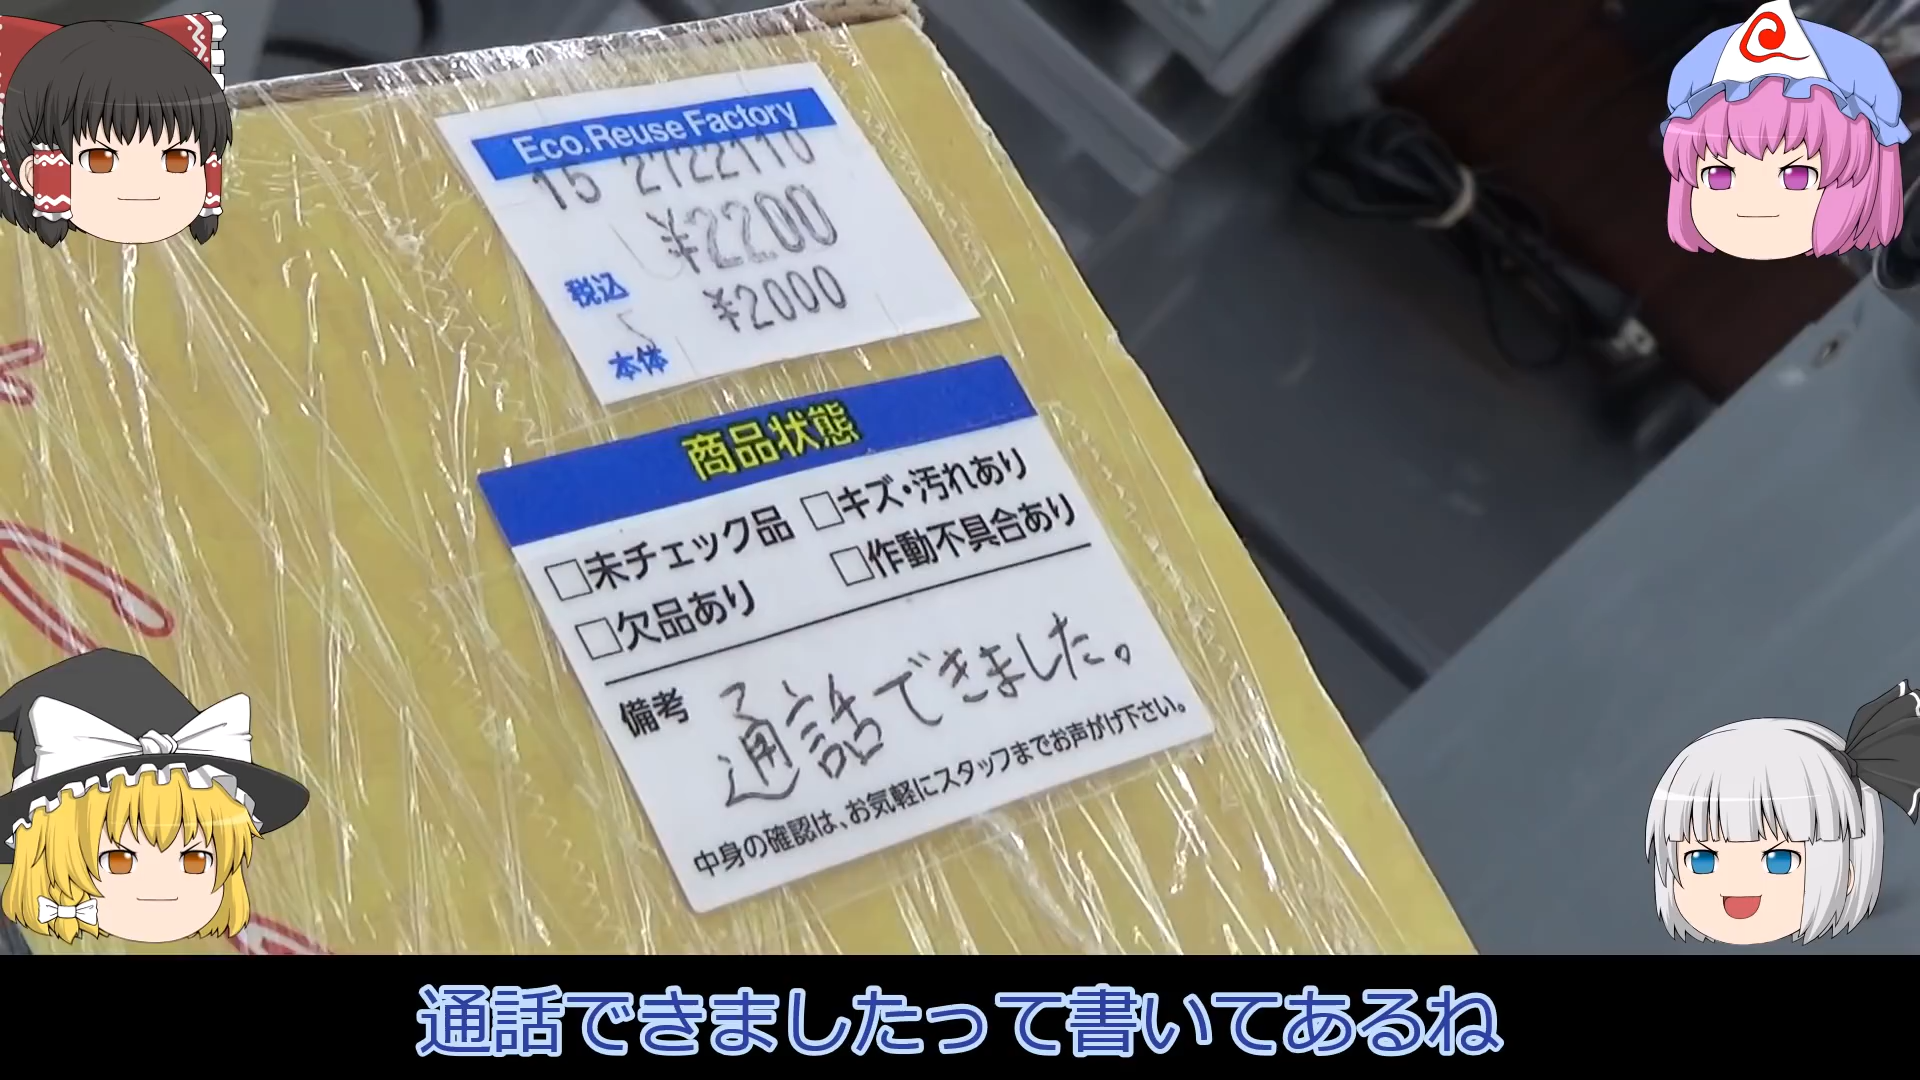 Eco.Reuse Factory
15 2722110
¥2200
税込
¥2000
本体
商品状態
□未チェック品 □キズ・汚れあり
□欠品あり □作動不具合あり
備考 通話できました。
中身の確認は、お気軽にスタッフまでお声がけ下さい。
通話できましたって書いてあるね